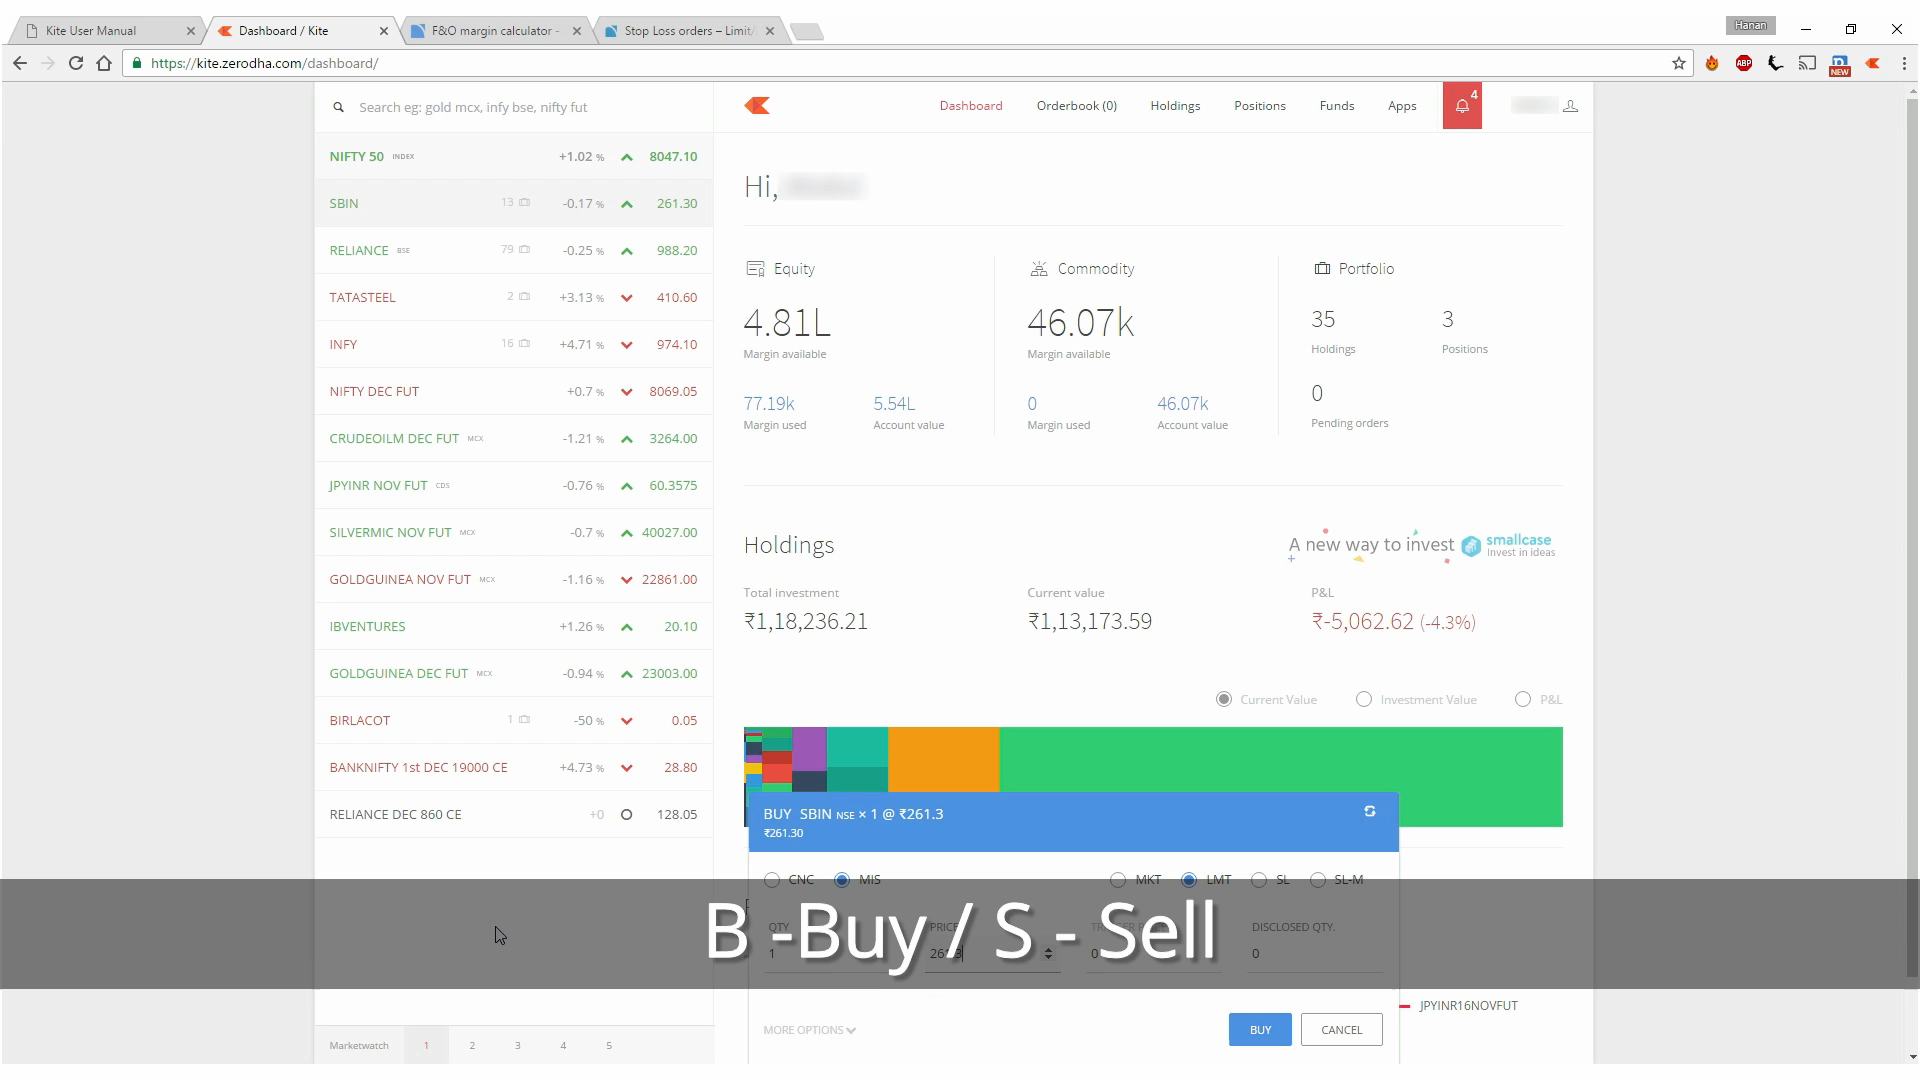 Kite User Manual
Dashboard / Kite
F&O margin calculator -
Stop Loss orders – Limit/
Hanan
https://kite.zerodha.com/dashboard/
ABP
NEW
Search eg: gold mcx, infy bse, nifty fut
Dashboard
Orderbook (0)
Holdings
Positions
Funds
Apps
4
NIFTY 50 INDEX +1.02 % 8047.10
SBIN 13 -0.17 % 261.30
RELIANCE BSE 79 -0.25 % 988.20
TATASTEEL 2 +3.13 % 410.60
INFY 16 +4.71 % 974.10
NIFTY DEC FUT +0.7 % 8069.05
CRUDEOILM DEC FUT MCX -1.21 % 3264.00
JPYINR NOV FUT CDS -0.76 % 60.3575
SILVERMIC NOV FUT MCX -0.7 % 40027.00
GOLDGUINEA NOV FUT MCX -1.16 % 22861.00
IBVENTURES +1.26 % 20.10
GOLDGUINEA DEC FUT MCX -0.94 % 23003.00
BIRLACOT 1 -50 % 0.05
BANKNIFTY 1st DEC 19000 CE +4.73 % 28.80
RELIANCE DEC 860 CE +0 128.05
Marketwatch 1 2 3 4 5
Hi,
Equity
4.81L
Margin available
77.19k 5.54L
Margin used Account value
Commodity
46.07k
Margin available
0 46.07k
Margin used Account value
Portfolio
35 3
Holdings Positions
0
Pending orders
Holdings
A new way to invest smallcase
Invest in ideas
Total investment Current value P&L
₹1,18,236.21 ₹1,13,173.59 ₹-5,062.62 (-4.3%)
Current Value Investment Value P&L
BUY SBIN NSE × 1 @ ₹261.3
₹261.30
CNC MIS MKT LMT SL SL-M
B -Buy / S - Sell
QTY PRICE DISCLOSED QTY.
1 261.3 0 0
JPYINR16NOVFUT
MORE OPTIONS BUY CANCEL